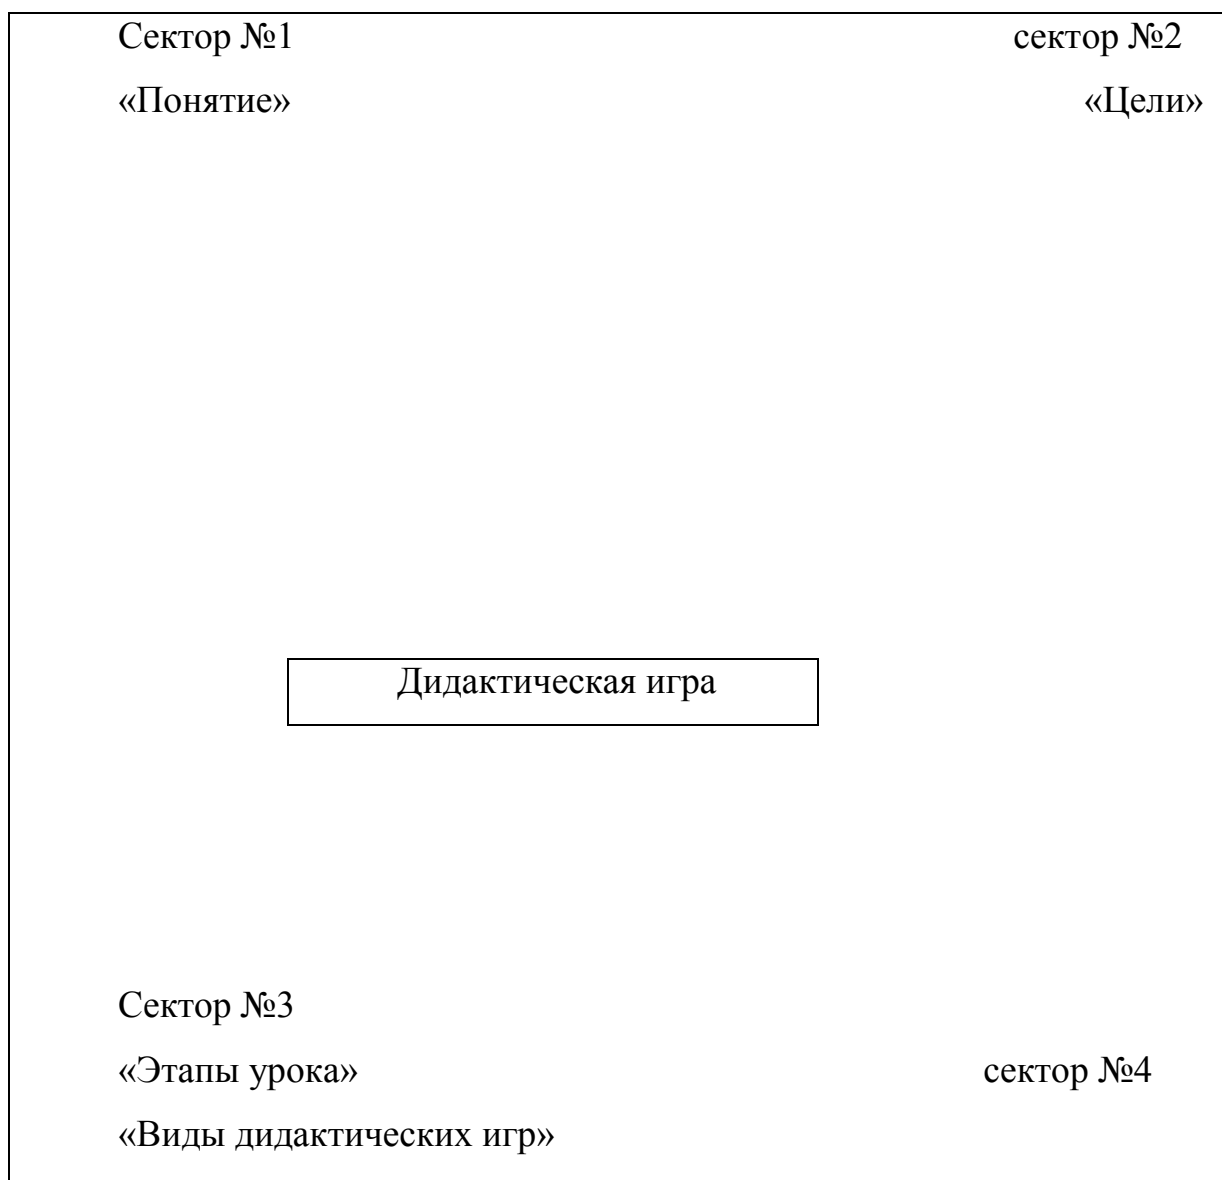 Сектор №1 сектор №2
«Понятие» «Цели»
Дидактическая игра
Сектор №3
«Этапы урока» сектор №4
«Виды дидактических игр»